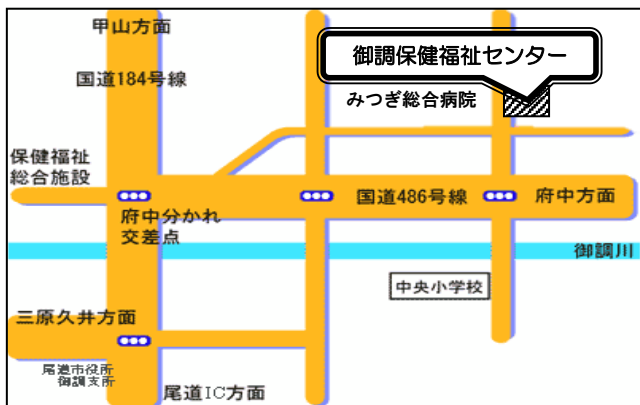 甲山方面
御調保健福祉センター
国道184号線
みつぎ総合病院
保健福祉
総合施設
国道486号線
府中方面
府中分かれ
交差点
御調川
中央小学校
三原久井方面
尾道市役所
御調支所
尾道IC方面